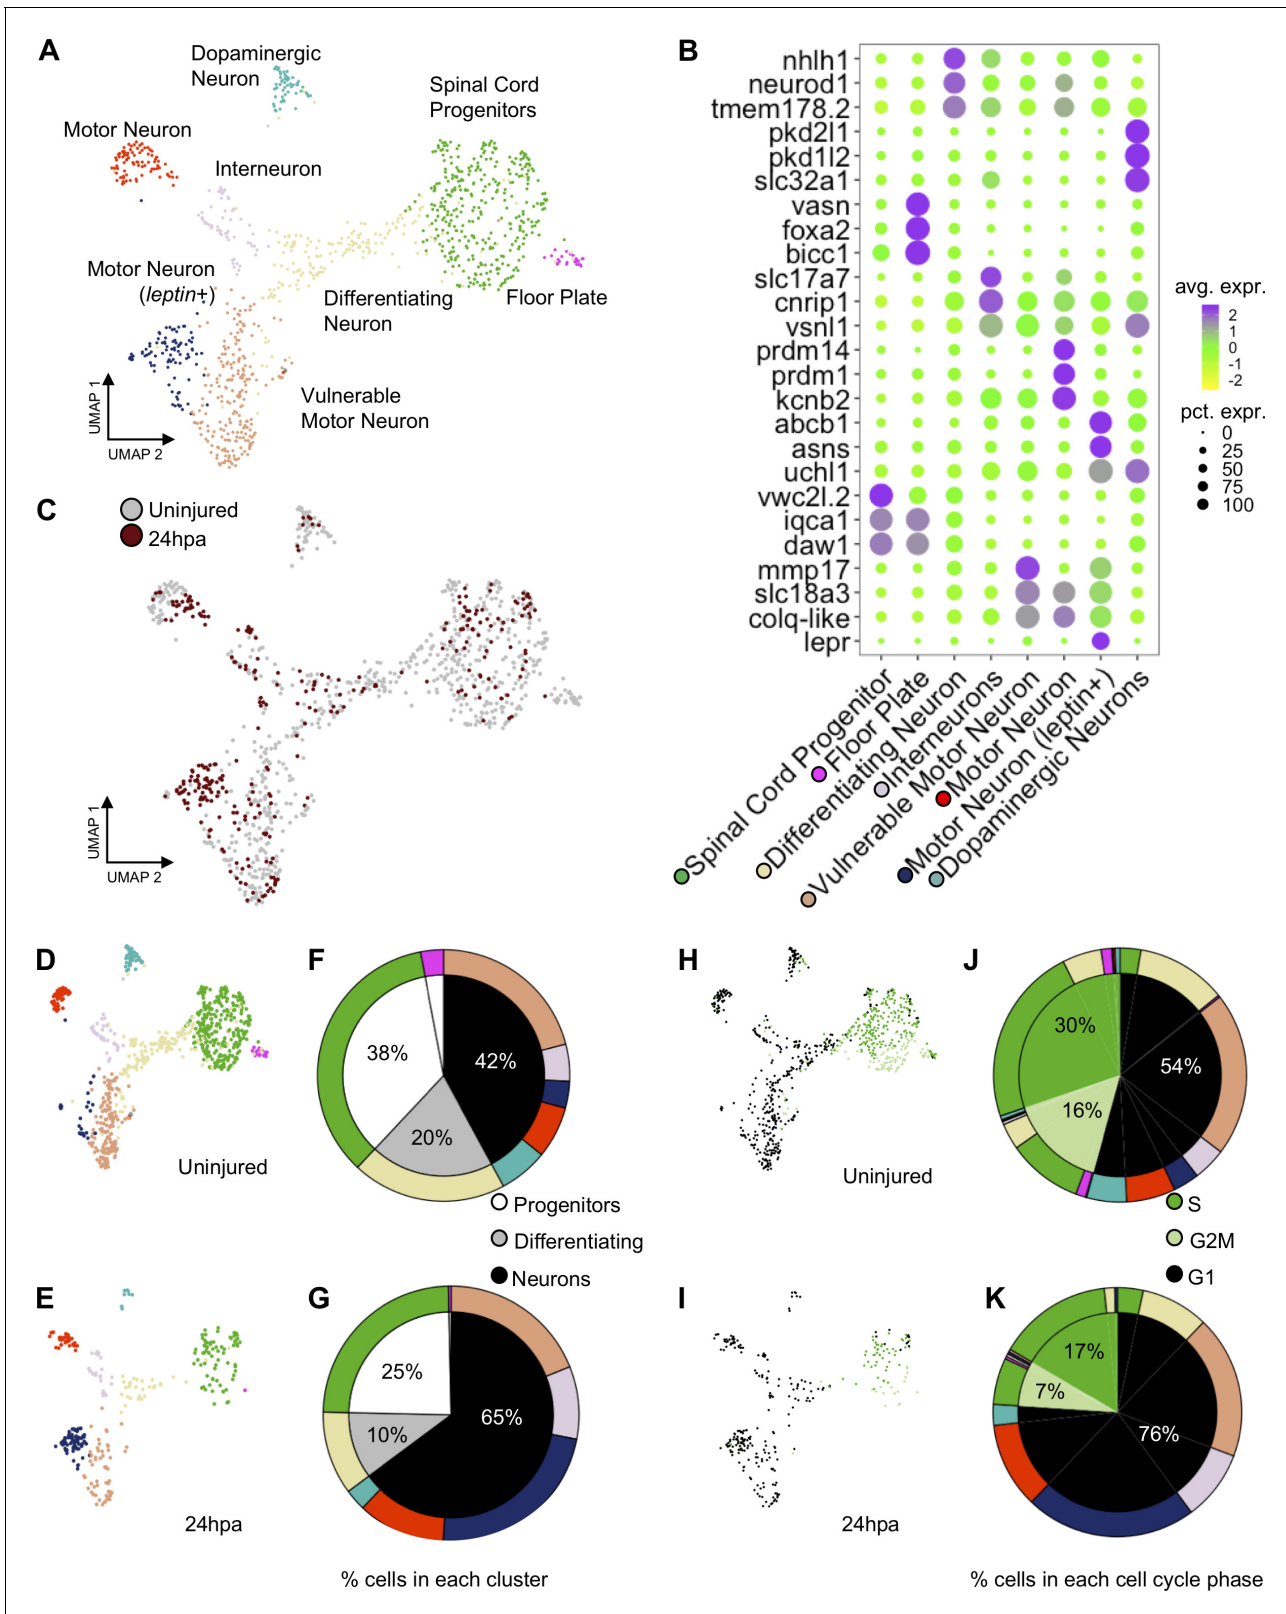 A
Dopaminergic
Neuron
Spinal Cord
Progenitors
Motor Neuron
Interneuron
Motor Neuron
(leptin+)
Differentiating
Neuron
Floor Plate
Vulnerable
Motor Neuron
UMAP 1
UMAP 2
B
nhlh1
neurod1
tmem178.2
pkd2l1
pkd1l2
slc32a1
vasn
foxa2
bicc1
slc17a7
cnrip1
vsnl1
prdm14
prdm1
kcnb2
abcb1
asns
uchl1
vwc2l.2
iqca1
daw1
mmp17
slc18a3
colq-like
lepr
avg. expr.
2
1
0
-1
-2
pct. expr.
0
25
50
75
100
Spinal Cord Progenitor
Floor Plate
Differentiating Neuron
Interneurons
Vulnerable Motor Neuron
Motor Neuron
Motor Neuron (leptin+)
Dopaminergic Neurons
C
Uninjured
24hpa
UMAP 1
UMAP 2
D
Uninjured
F
38%
42%
20%
Progenitors
Differentiating
Neurons
E
24hpa
G
25%
65%
10%
% cells in each cluster
H
Uninjured
J
30%
54%
16%
S
G2M
G1
I
24hpa
K
17%
7%
76%
% cells in each cell cycle phase